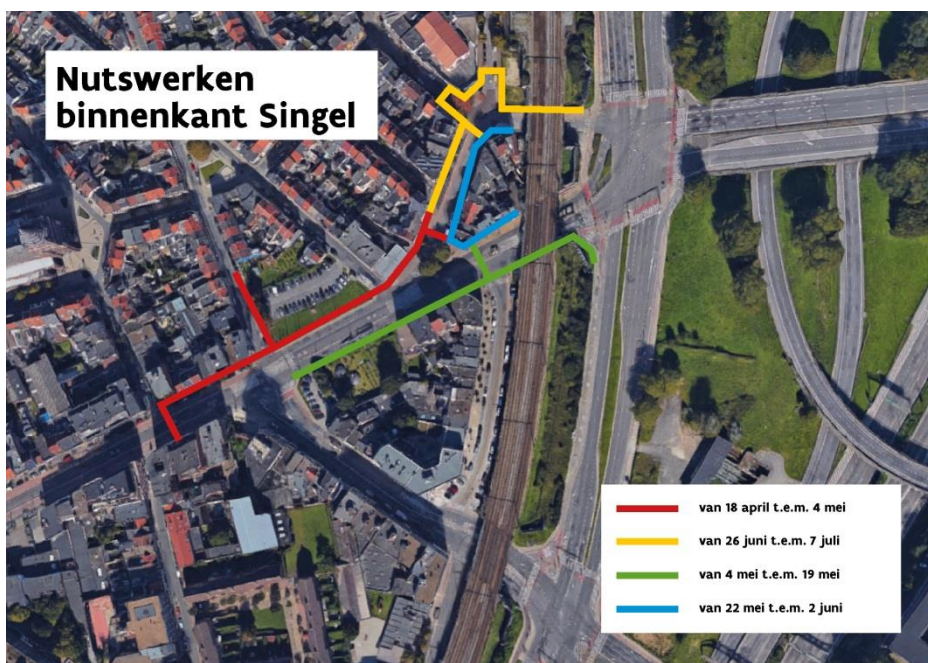 Nutswerken
binnenkant Singel
van 18 april t.e.m. 4 mei
van 26 juni t.e.m. 7 juli
van 4 mei t.e.m. 19 mei
van 22 mei t.e.m. 2 juni